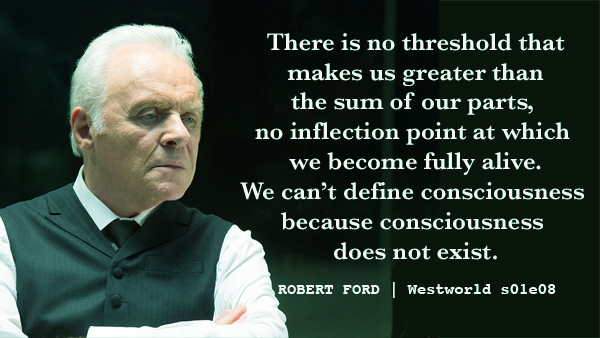 There is no threshold that
makes us greater than
the sum of our parts,
no inflection point at which
we become fully alive.
We can’t define consciousness
because consciousness
does not exist.
ROBERT FORD | Westworld s01e08